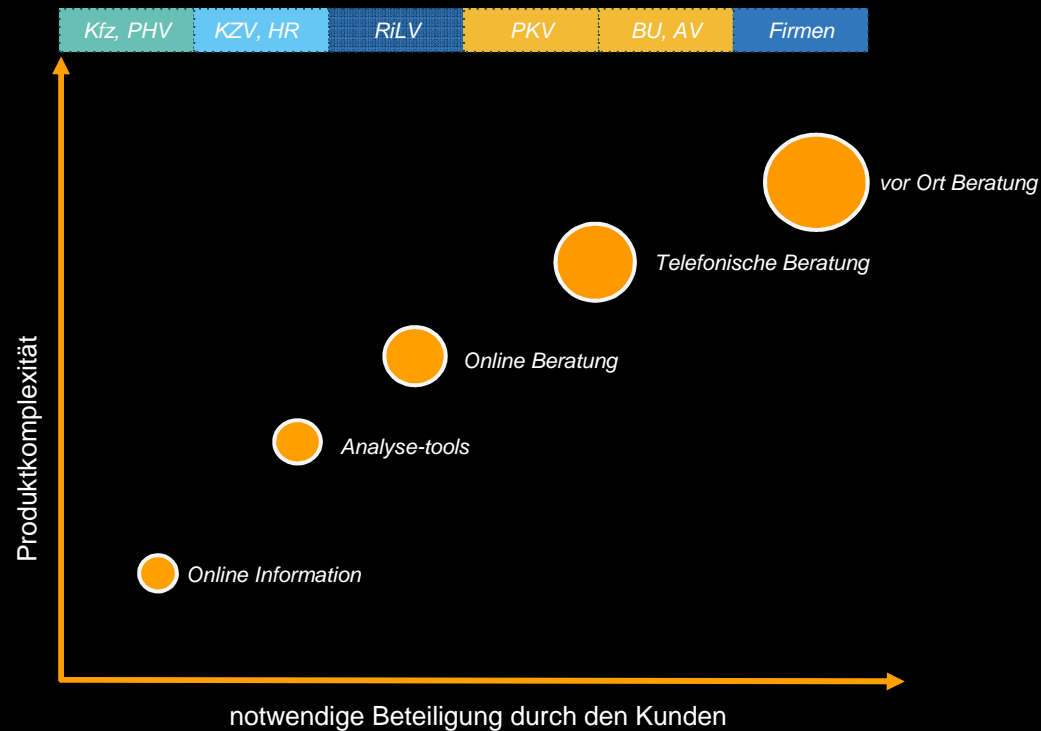 Kfz, PHV
KZV, HR
RiLV
PKV
BU, AV
Firmen
vor Ort Beratung
Telefonische Beratung
Online Beratung
Analyse-tools
Online Information
Produktkomplexität
notwendige Beteiligung durch den Kunden